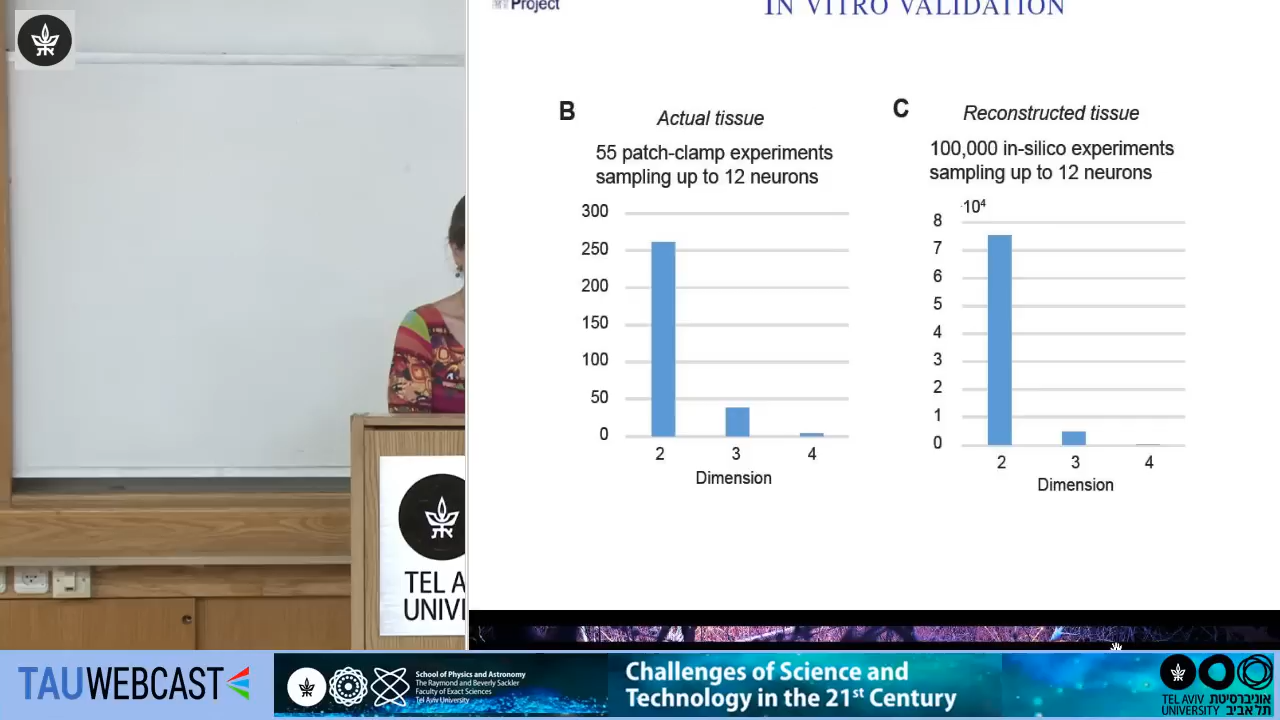 Project
IN VITRO VALIDATION
B
Actual tissue
55 patch-clamp experiments
sampling up to 12 neurons
300
250
200
150
100
50
0
2
3
4
Dimension
C
Reconstructed tissue
100,000 in-silico experiments
sampling up to 12 neurons
·10⁴
8
7
6
5
4
3
2
1
0
2
3
4
Dimension
TEL A
UNIV
TAUWEBCAST
School of Physics and Astronomy
The Raymond and Beverly Sackler
Faculty of Exact Sciences
Tel Aviv University
Challenges of Science and
Technology in the 21st Century
TEL AVIV אוניברסיטת
UNIVERSITY תל אביב